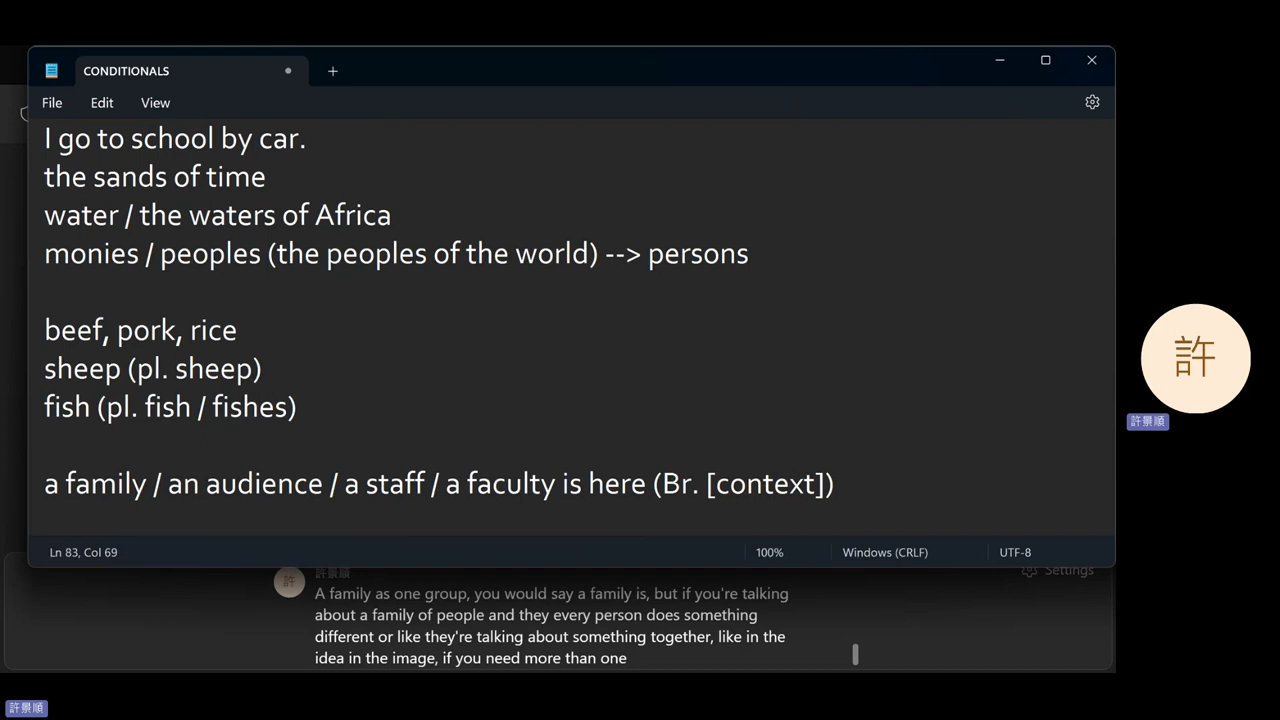 CONDITIONALS
File Edit View
I go to school by car.
the sands of time
water / the waters of Africa
monies / peoples (the peoples of the world) --> persons
beef, pork, rice
sheep (pl. sheep)
fish (pl. fish / fishes)
a family / an audience / a staff / a faculty is here (Br. [context])
Ln 83, Col 69 100% Windows (CRLF) UTF-8
許
許景順
許景順
Settings
許
A family as one group, you would say a family is, but if you're talking
about a family of people and they every person does something
different or like they're talking about something together, like in the
idea in the image, if you need more than one
許景順